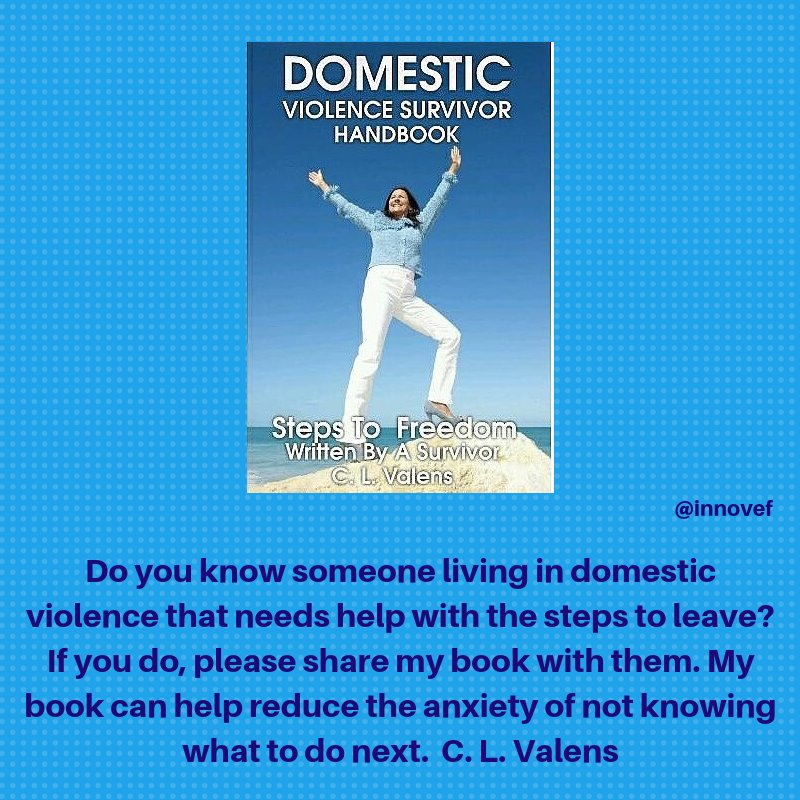 DOMESTIC
VIOLENCE SURVIVOR
HANDBOOK
Steps To Freedom
Written By A Survivor
C. L. Valens
@innovef
Do you know someone living in domestic
violence that needs help with the steps to leave?
If you do, please share my book with them. My
book can help reduce the anxiety of not knowing
what to do next. C. L. Valens